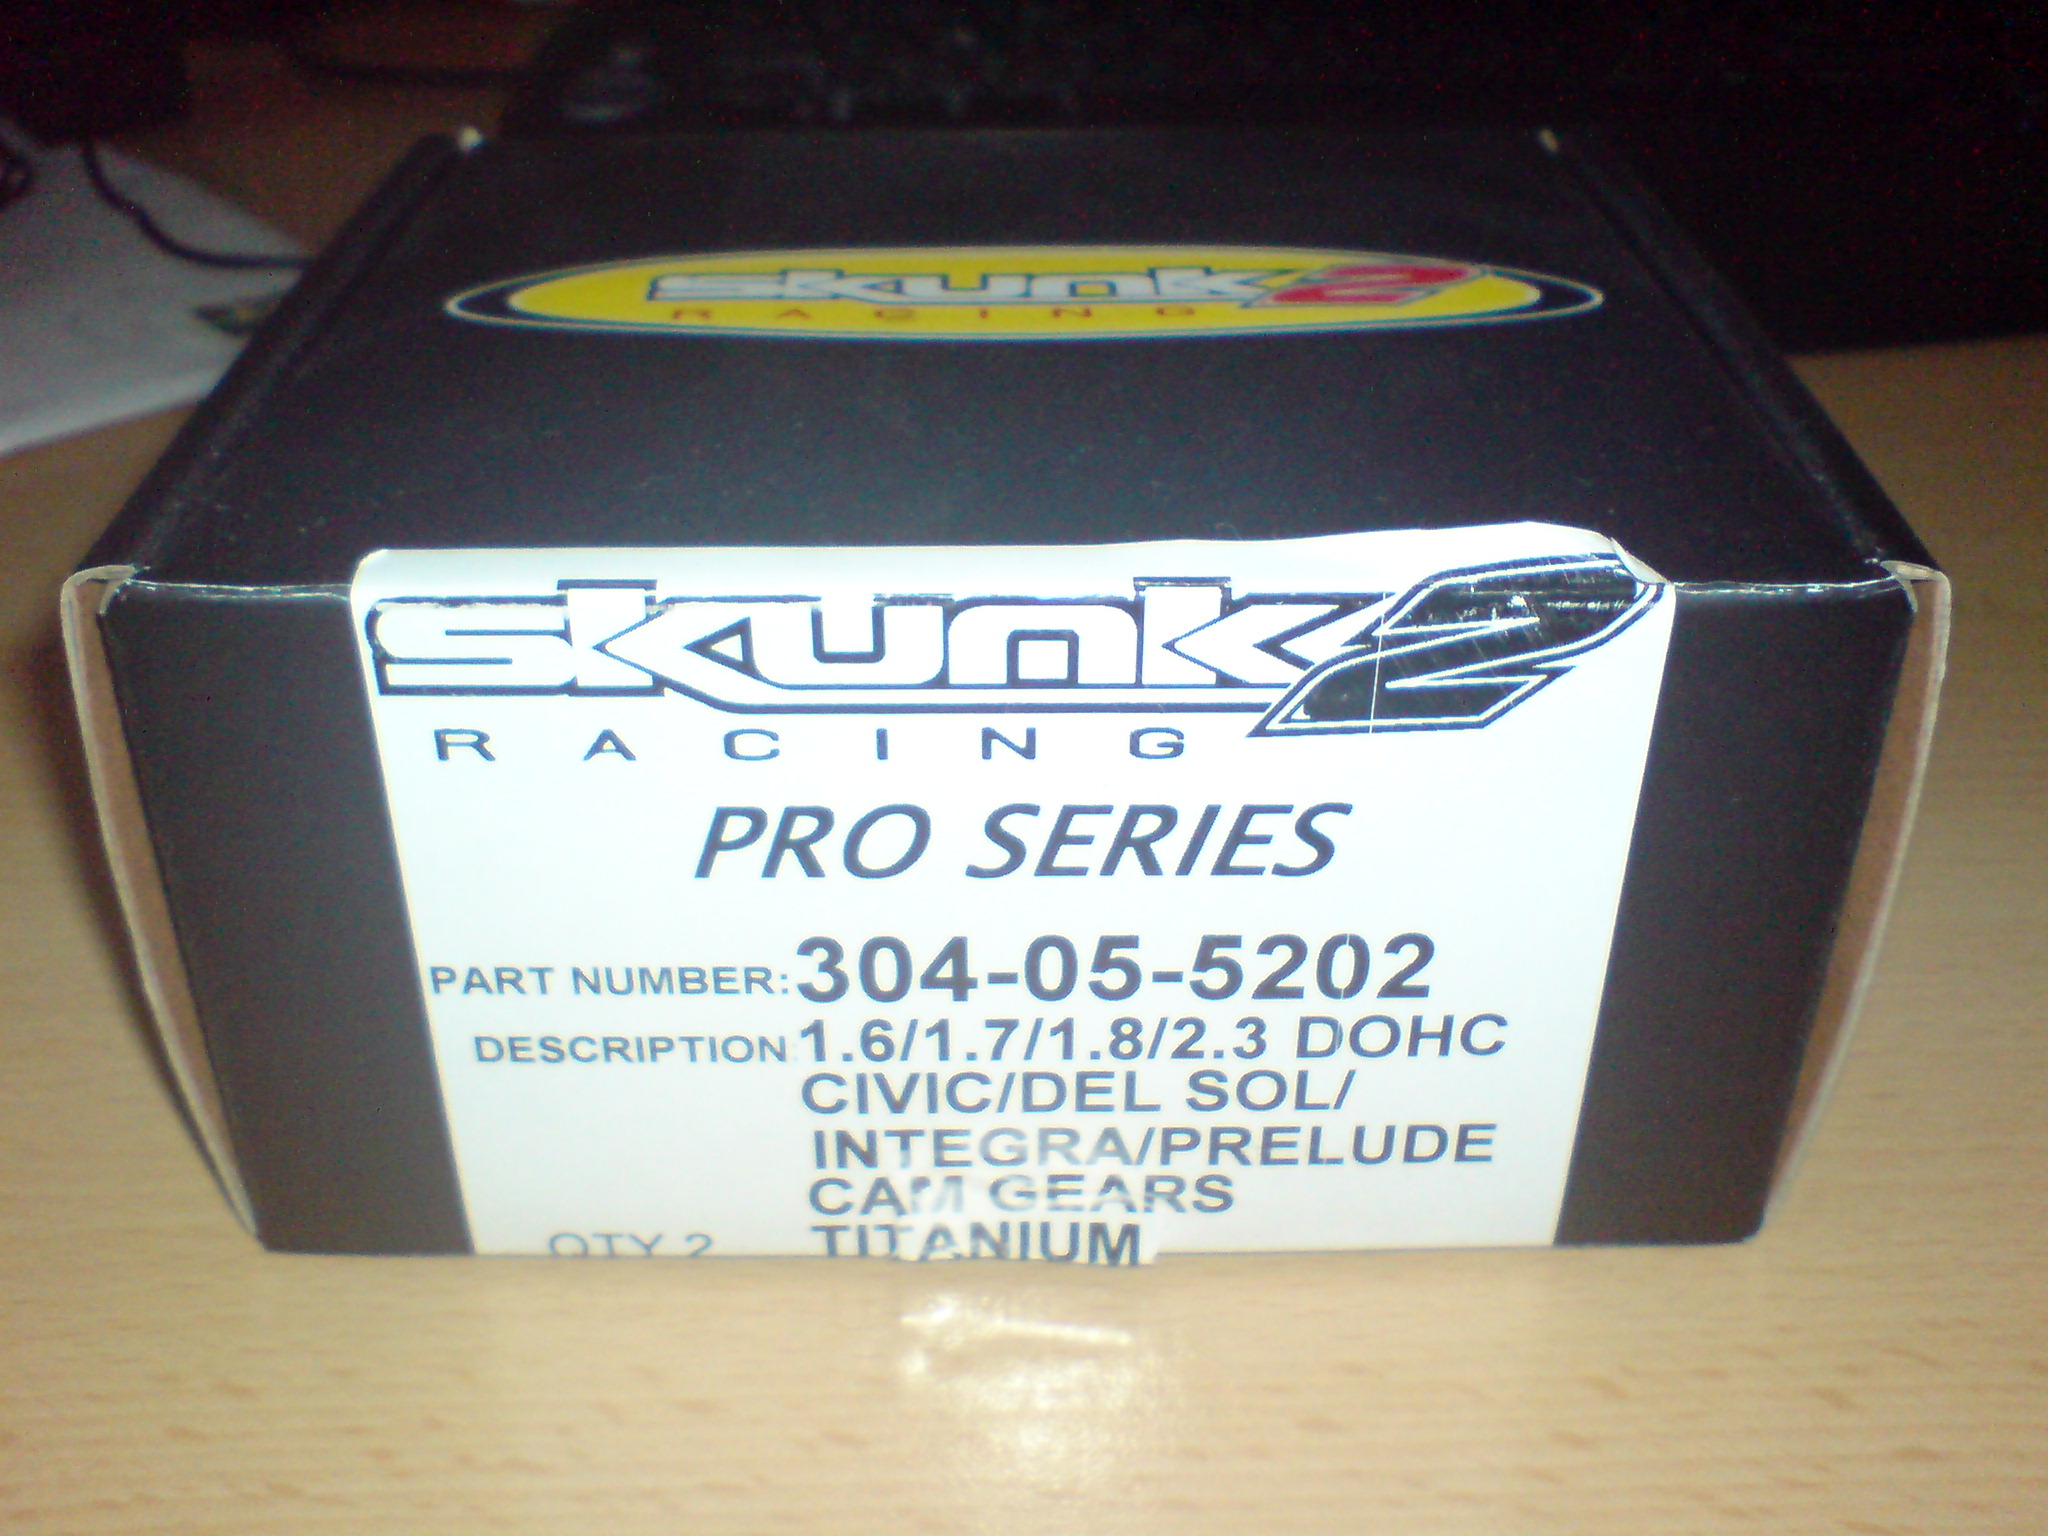 skunk2
RACING
skunk2
RACING
PRO SERIES
PART NUMBER: 304-05-5202
DESCRIPTION: 1.6/1.7/1.8/2.3 DOHC
CIVIC/DEL SOL/
INTEGRA/PRELUDE
CAM GEARS
QTY 2 TITANIUM